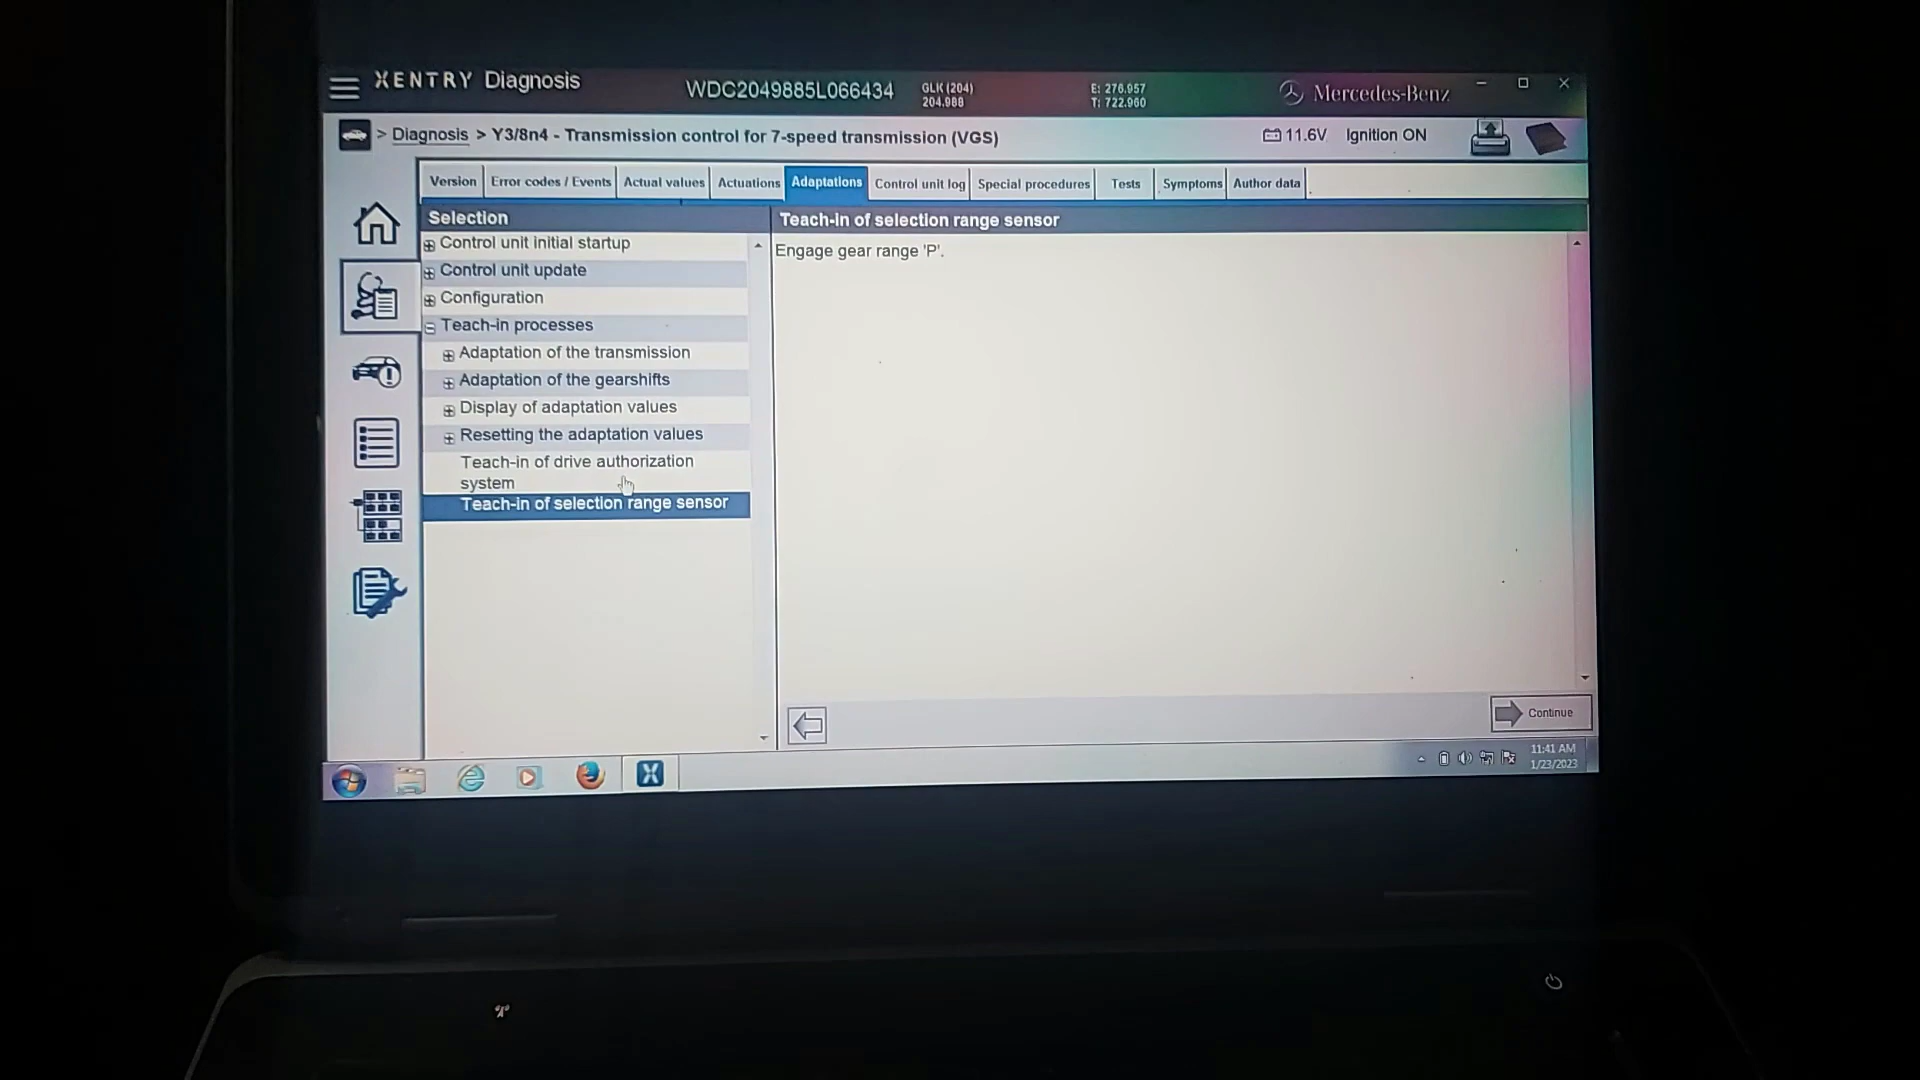 XENTRY Diagnosis
WDC2049885L066434
GLK (204)
204.988
E: 276.957
T: 722.960
Mercedes-Benz
> Diagnosis > Y3/8n4 - Transmission control for 7-speed transmission (VGS)
11.6V
Ignition ON
Version
Error codes / Events
Actual values
Actuations
Adaptations
Control unit log
Special procedures
Tests
Symptoms
Author data
Selection
Control unit initial startup
Control unit update
Configuration
Teach-in processes
Adaptation of the transmission
Adaptation of the gearshifts
Display of adaptation values
Resetting the adaptation values
Teach-in of drive authorization
system
Teach-in of selection range sensor
Teach-in of selection range sensor
Engage gear range 'P'.
Continue
11:41 AM
1/23/2023